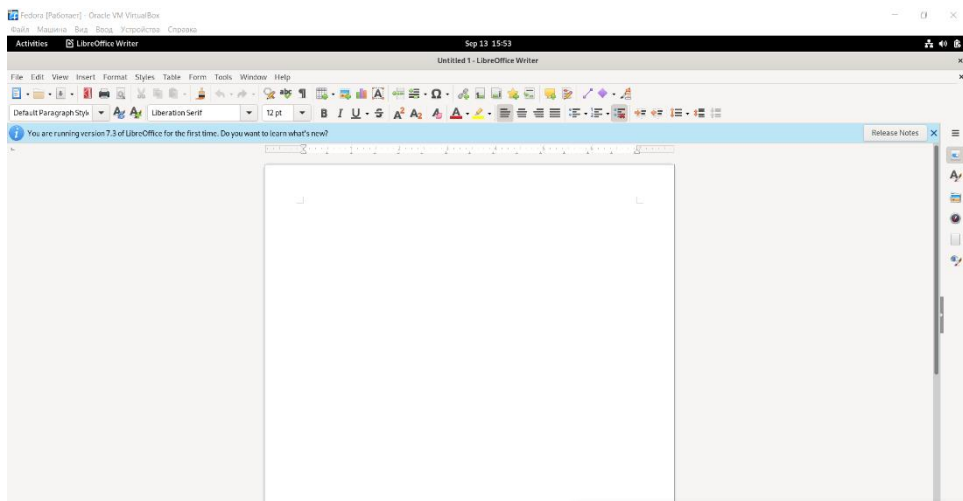 Fedora [Работает] - Oracle VM VirtualBox
Файл Машина Вид Ввод Устройства Справка
Activities LibreOffice Writer Sep 13 15:53
Untitled 1 - LibreOffice Writer
File Edit View Insert Format Styles Table Form Tools Window Help
Default Paragraph Style Liberation Serif 12 pt
You are running version 7.3 of LibreOffice for the first time. Do you want to learn what's new? Release Notes